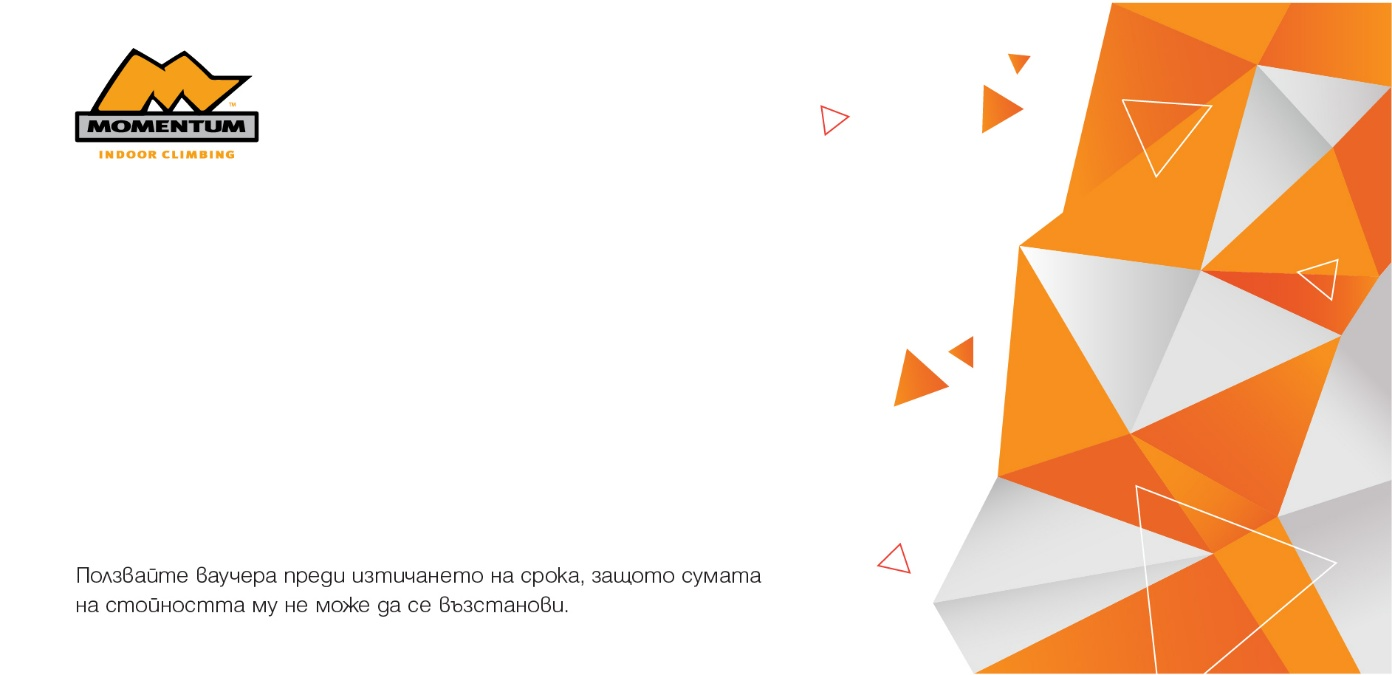 TM
MOMENTUM
INDOOR CLIMBING
Ползвайте ваучера преди изтичането на срока, защото сумата
на стойността му не може да се възстанови.